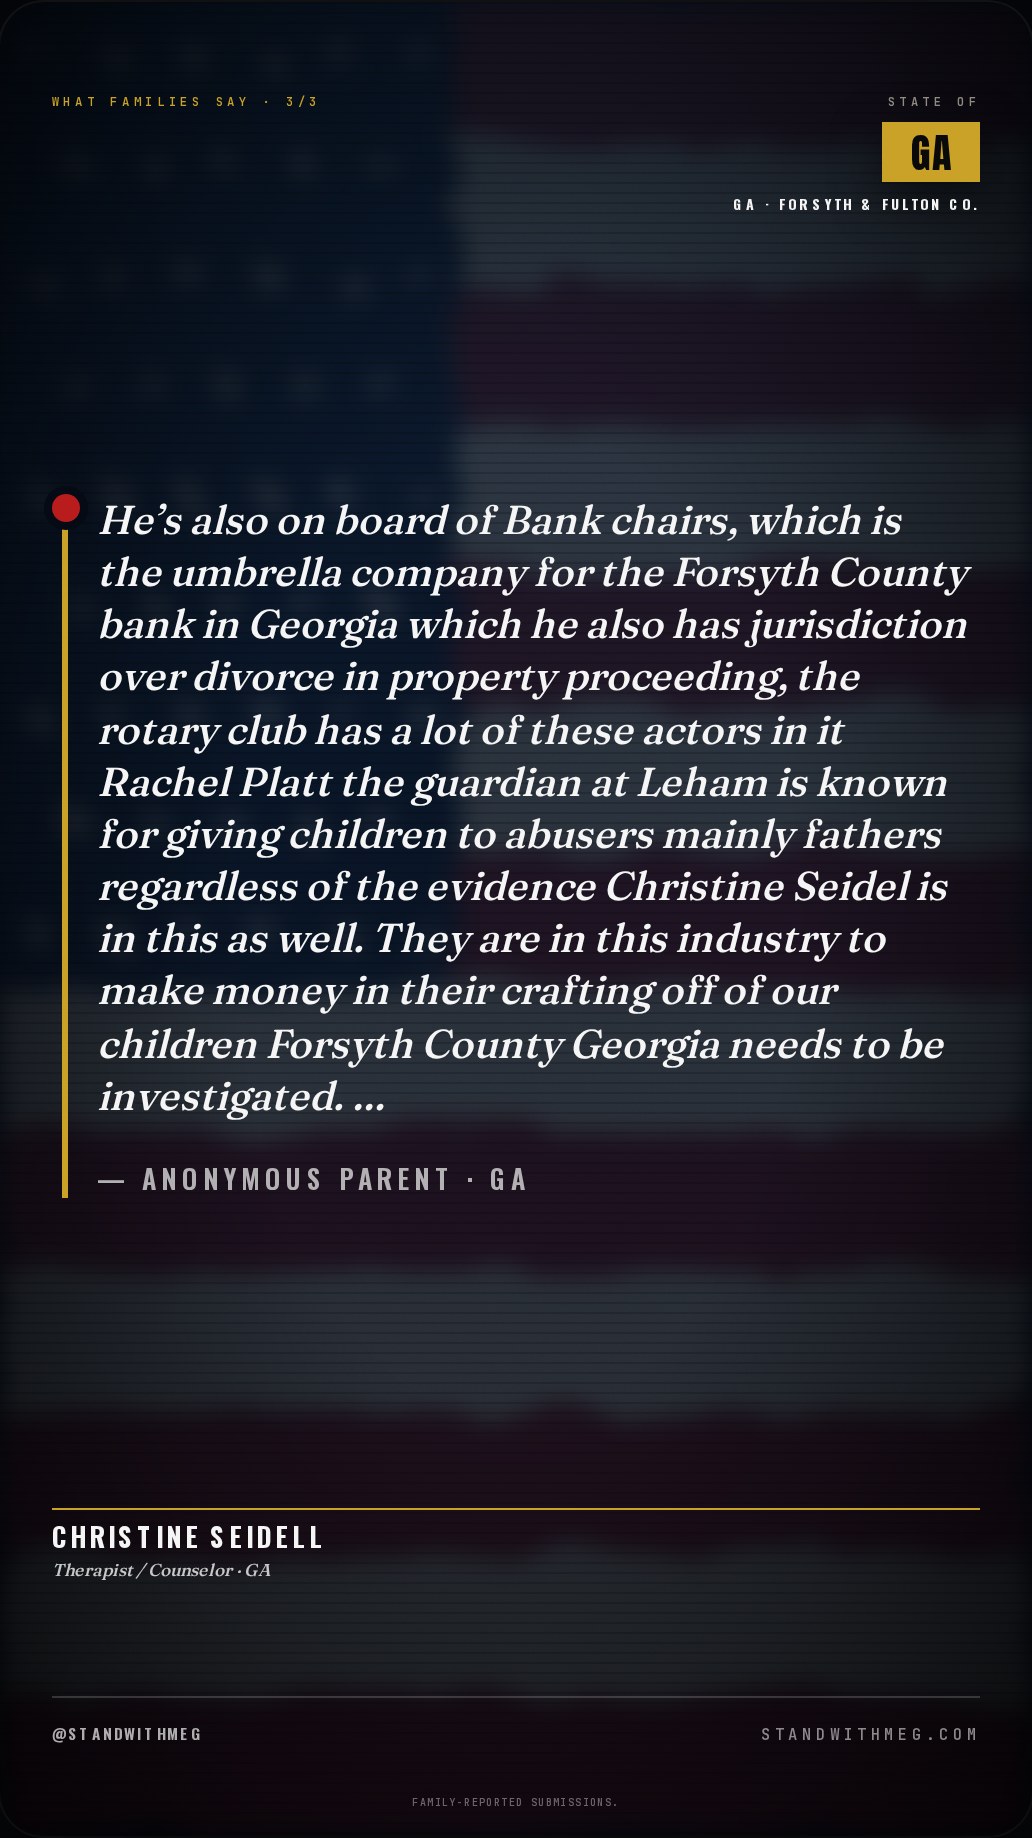 WHAT FAMILIES SAY · 3/3
STATE OF
GA
GA · FORSYTH & FULTON CO.
He’s also on board of Bank chairs, which is
the umbrella company for the Forsyth County
bank in Georgia which he also has jurisdiction
over divorce in property proceeding, the
rotary club has a lot of these actors in it
Rachel Platt the guardian at Leham is known
for giving children to abusers mainly fathers
regardless of the evidence Christine Seidel is
in this as well. They are in this industry to
make money in their crafting off of our
children Forsyth County Georgia needs to be
investigated. ...
— ANONYMOUS PARENT · GA
CHRISTINE SEIDELL
Therapist / Counselor · GA
@STANDWITHMEG
STANDWITHMEG.COM
FAMILY-REPORTED SUBMISSIONS.